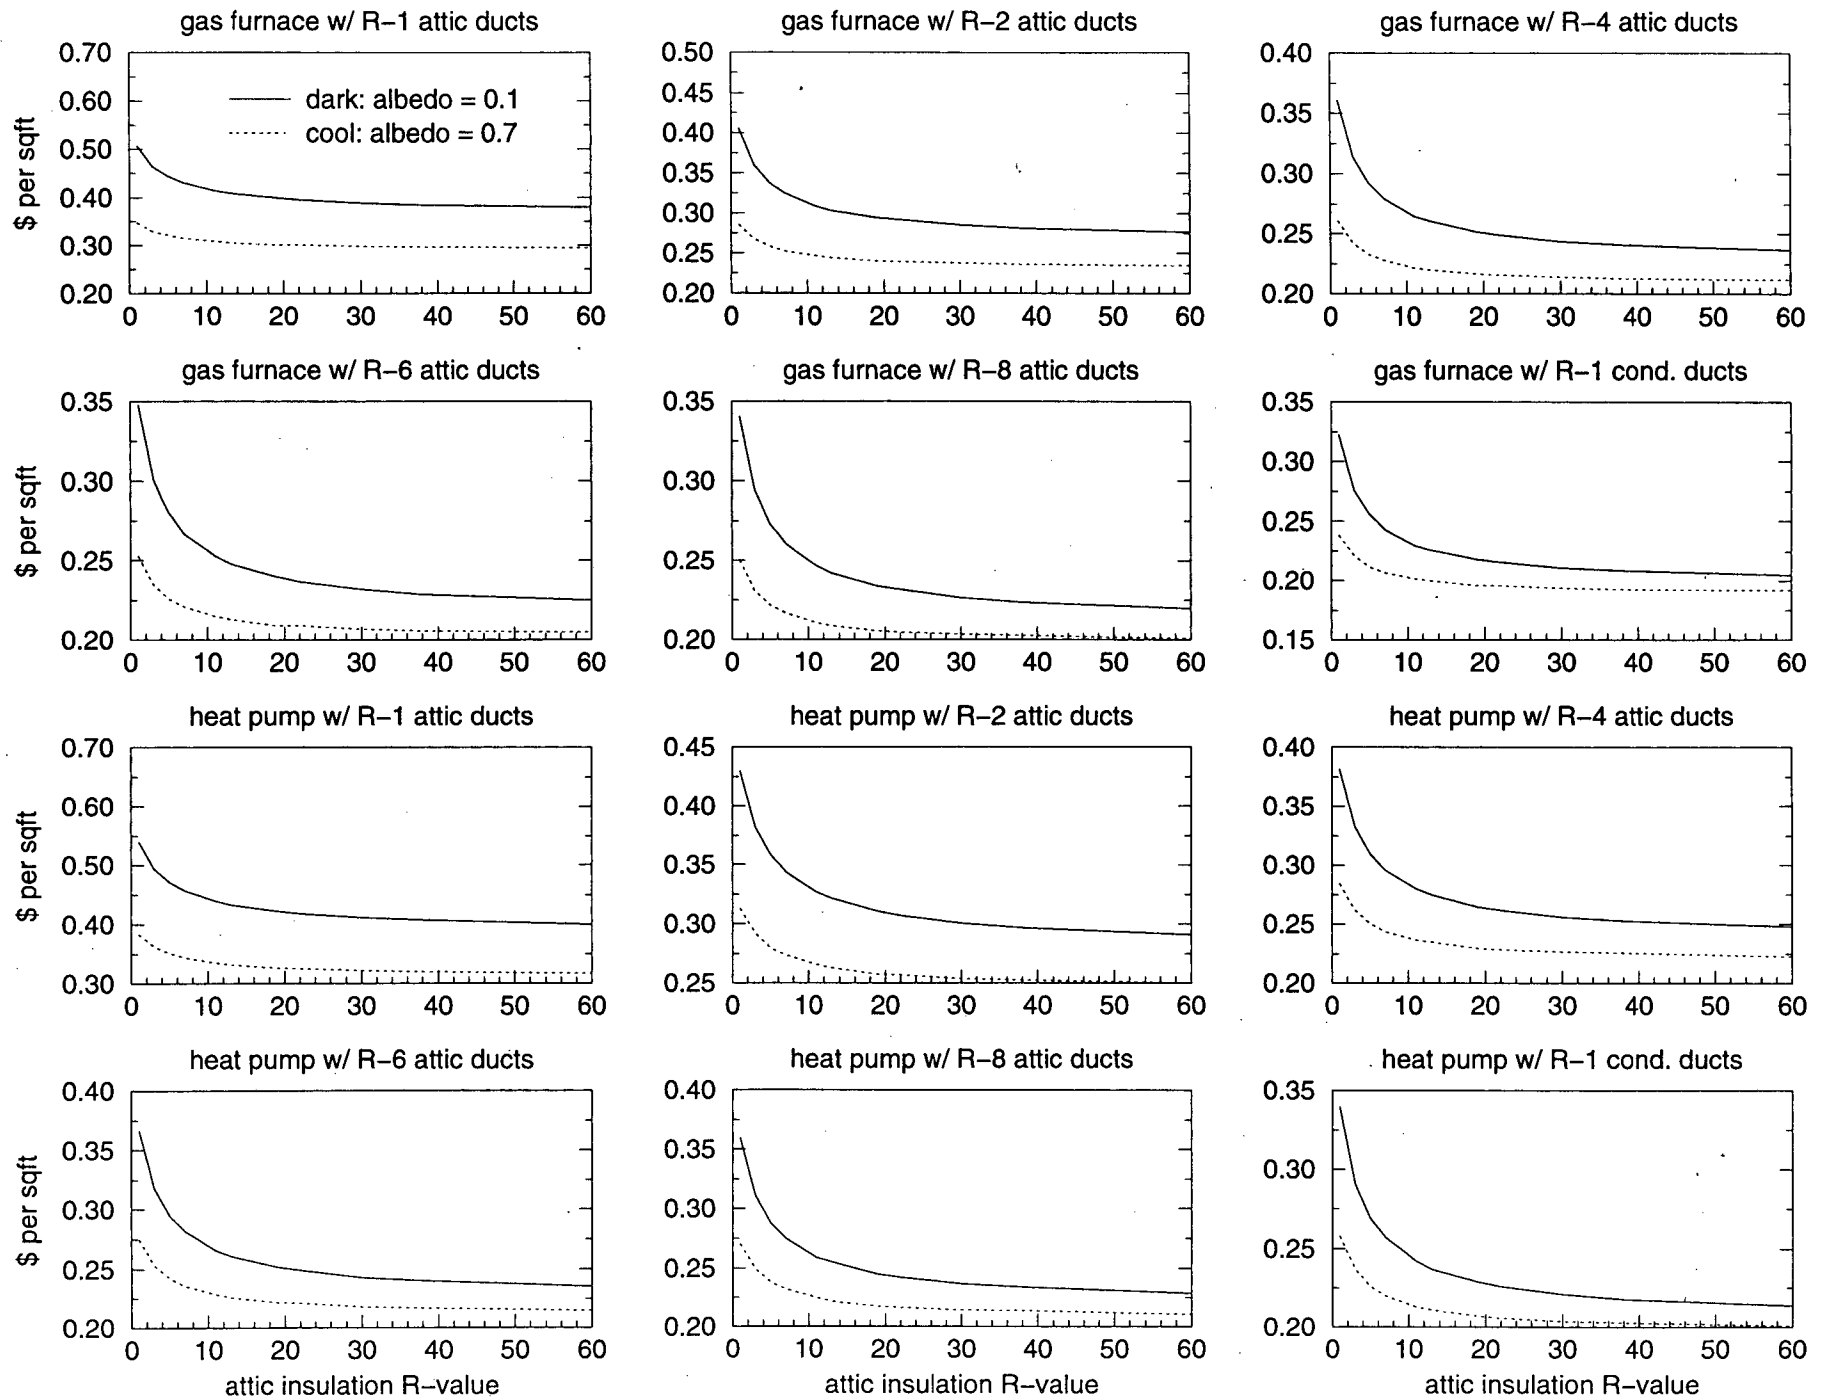 gas furnace w/ R−1 attic ducts
0.70
0.60
0.50
0.40
0.30
0.20
$ per sqft
dark: albedo = 0.1
cool: albedo = 0.7
0 10 20 30 40 50 60
gas furnace w/ R−2 attic ducts
0.50
0.45
0.40
0.35
0.30
0.25
0.20
0 10 20 30 40 50 60
gas furnace w/ R−4 attic ducts
0.40
0.35
0.30
0.25
0.20
0 10 20 30 40 50 60
gas furnace w/ R−6 attic ducts
0.35
0.30
0.25
0.20
$ per sqft
0 10 20 30 40 50 60
gas furnace w/ R−8 attic ducts
0.35
0.30
0.25
0.20
0 10 20 30 40 50 60
gas furnace w/ R−1 cond. ducts
0.35
0.30
0.25
0.20
0.15
0 10 20 30 40 50 60
heat pump w/ R−1 attic ducts
0.70
0.60
0.50
0.40
0.30
$ per sqft
0 10 20 30 40 50 60
heat pump w/ R−2 attic ducts
0.45
0.40
0.35
0.30
0.25
0 10 20 30 40 50 60
heat pump w/ R−4 attic ducts
0.40
0.35
0.30
0.25
0.20
0 10 20 30 40 50 60
heat pump w/ R−6 attic ducts
0.40
0.35
0.30
0.25
0.20
$ per sqft
0 10 20 30 40 50 60
attic insulation R−value
heat pump w/ R−8 attic ducts
0.40
0.35
0.30
0.25
0.20
0 10 20 30 40 50 60
attic insulation R−value
heat pump w/ R−1 cond. ducts
0.35
0.30
0.25
0.20
0 10 20 30 40 50 60
attic insulation R−value